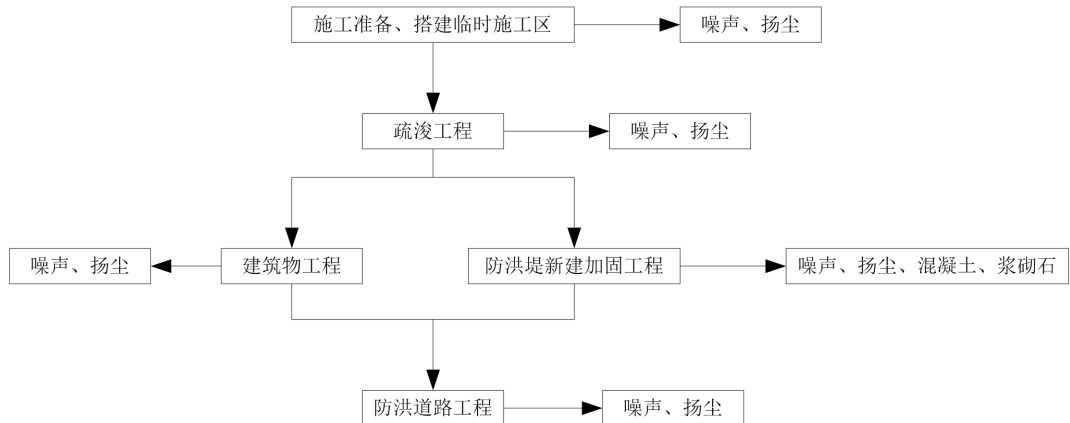 施工准备、搭建临时施工区
噪声、扬尘
疏浚工程
噪声、扬尘
噪声、扬尘
建筑物工程
防洪堤新建加固工程
噪声、扬尘、混凝土、浆砌石
防洪道路工程
噪声、扬尘